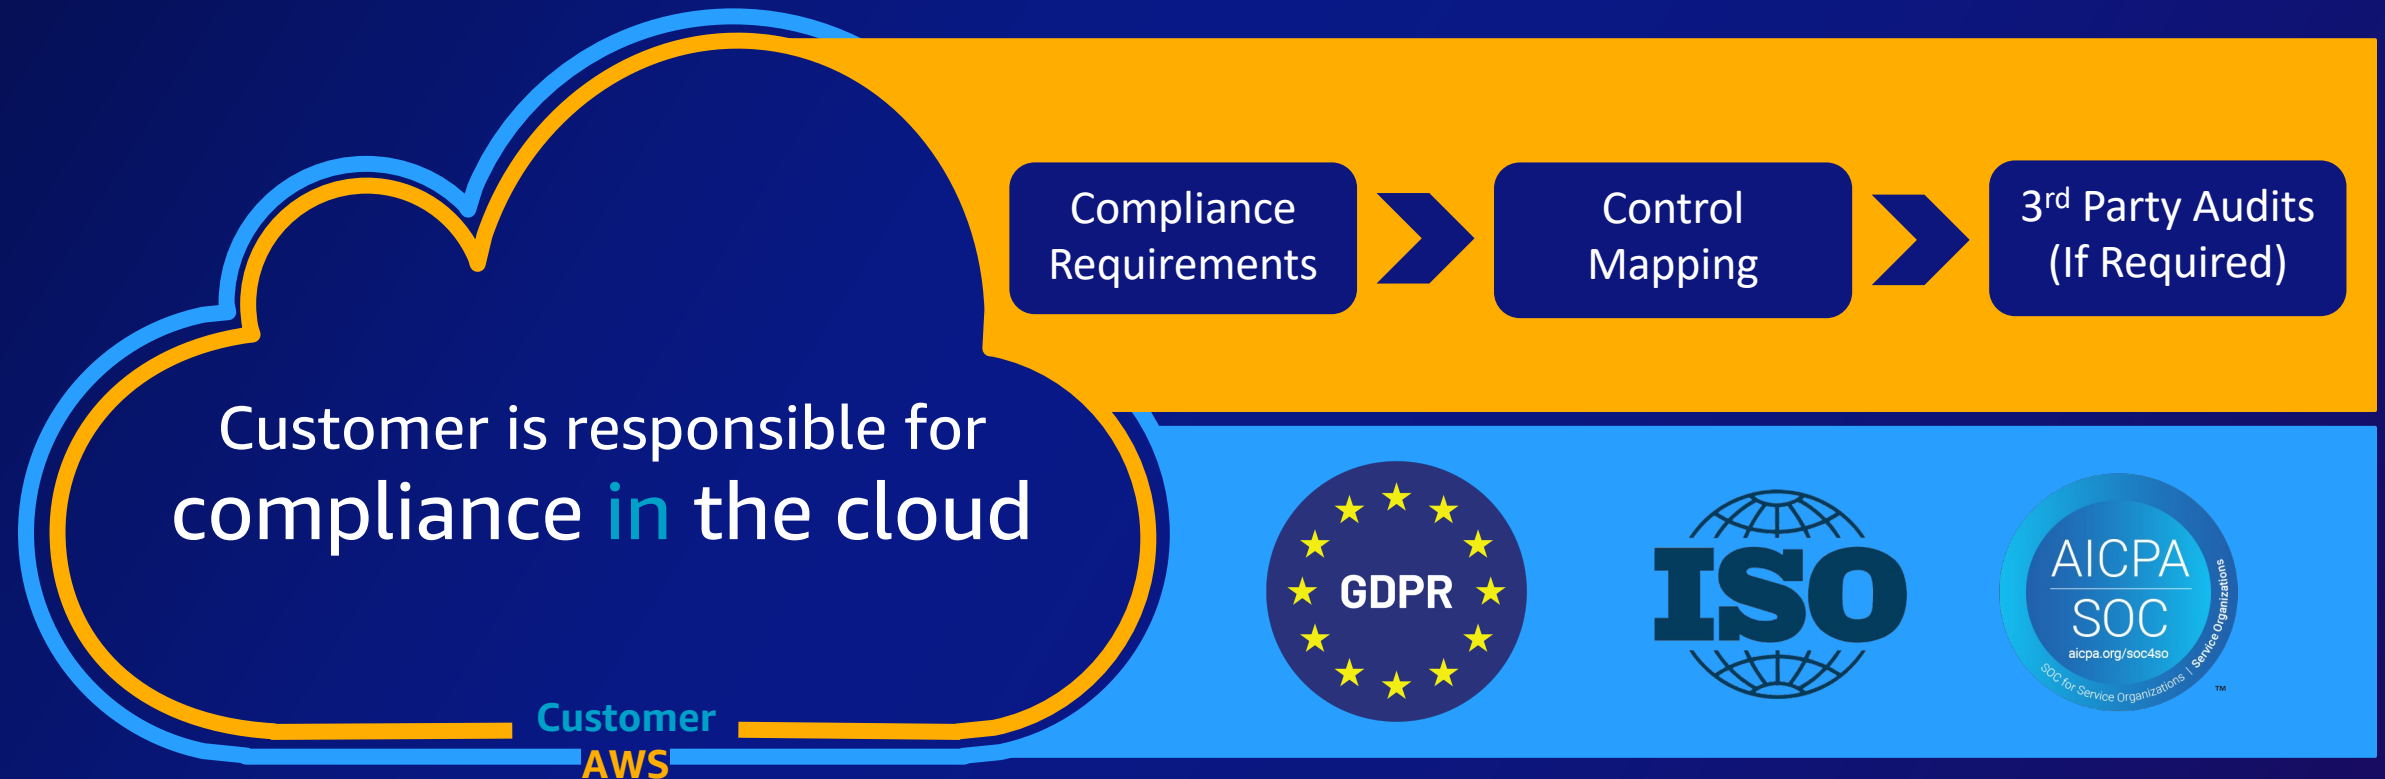 Compliance
Requirements
Control
Mapping
3rd Party Audits
(If Required)
Customer is responsible for
compliance in the cloud
Customer
AWS
GDPR
ISO
AICPA
SOC
aicpa.org/soc4so
SOC for Service Organizations | Service Organizations
TM